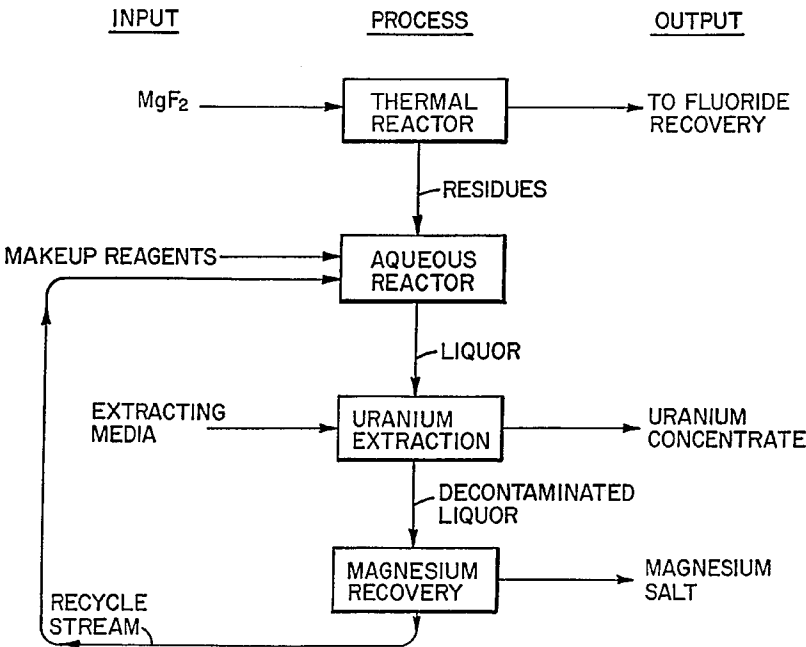 INPUT
PROCESS
OUTPUT
MgF2
THERMAL
REACTOR
TO FLUORIDE
RECOVERY
RESIDUES
MAKEUP REAGENTS
AQUEOUS
REACTOR
LIQUOR
EXTRACTING
MEDIA
URANIUM
EXTRACTION
URANIUM
CONCENTRATE
DECONTAMINATED
LIQUOR
MAGNESIUM
RECOVERY
MAGNESIUM
SALT
RECYCLE
STREAM